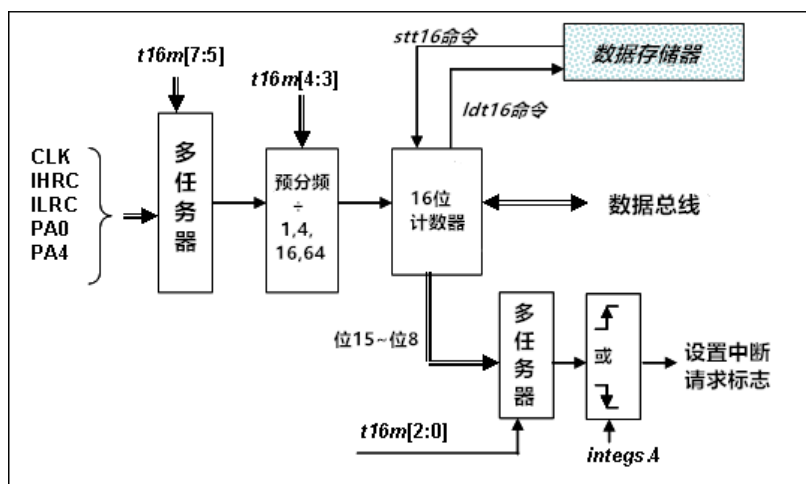 stt16命令
数据存储器
t16m[7:5]
t16m[4:3]
ldt16命令
CLK
IHRC
ILRC
PA0
PA4
多任务器
预分频
÷
1,4,
16,64
16位
计数器
数据总线
位15~位8
多任务器
或
设置中断
请求标志
t16m[2:0]
integs.4